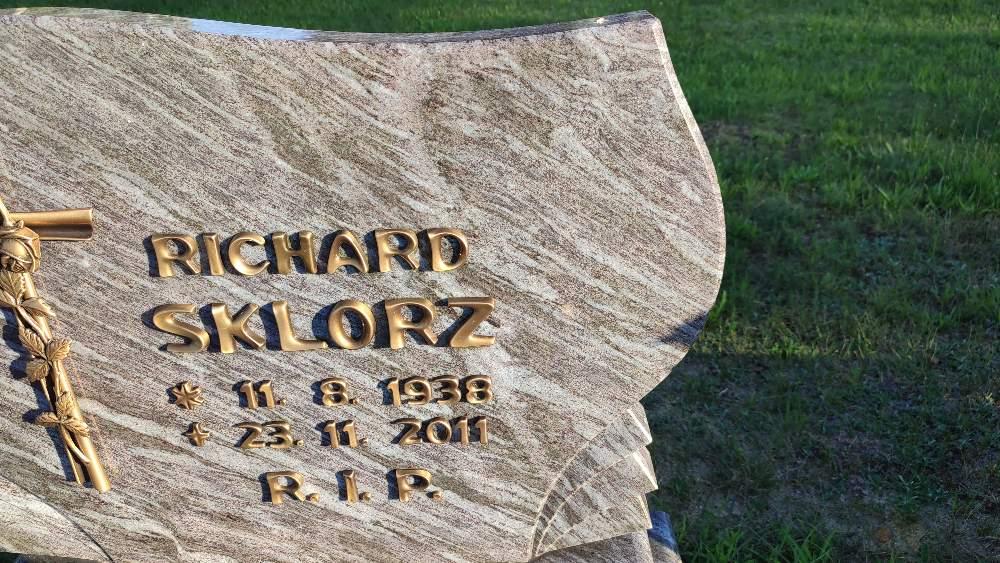 RICHARD
SKLORZ
* 11. 8. 1938
+ 23. 11. 2011
R. I. P.